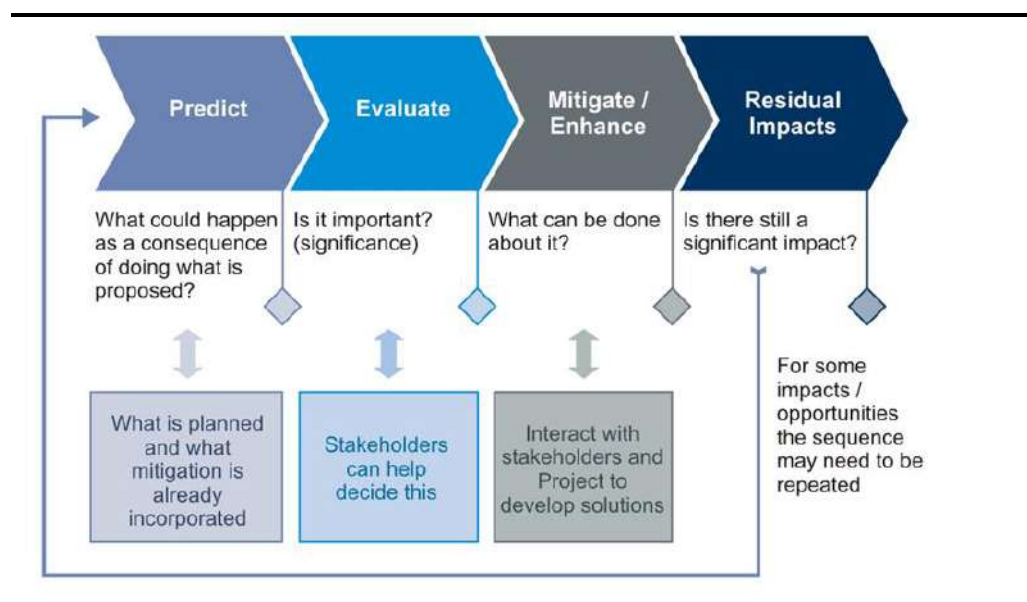 Predict
Evaluate
Mitigate /
Enhance
Residual
Impacts
What could happen
as a consequence
of doing what is
proposed?
Is it important?
(significance)
What can be done
about it?
Is there still a
significant impact?
What is planned
and what
mitigation is
already
incorporated
Stakeholders
can help
decide this
Interact with
stakeholders and
Project to
develop solutions
For some
impacts /
opportunities
the sequence
may need to be
repeated